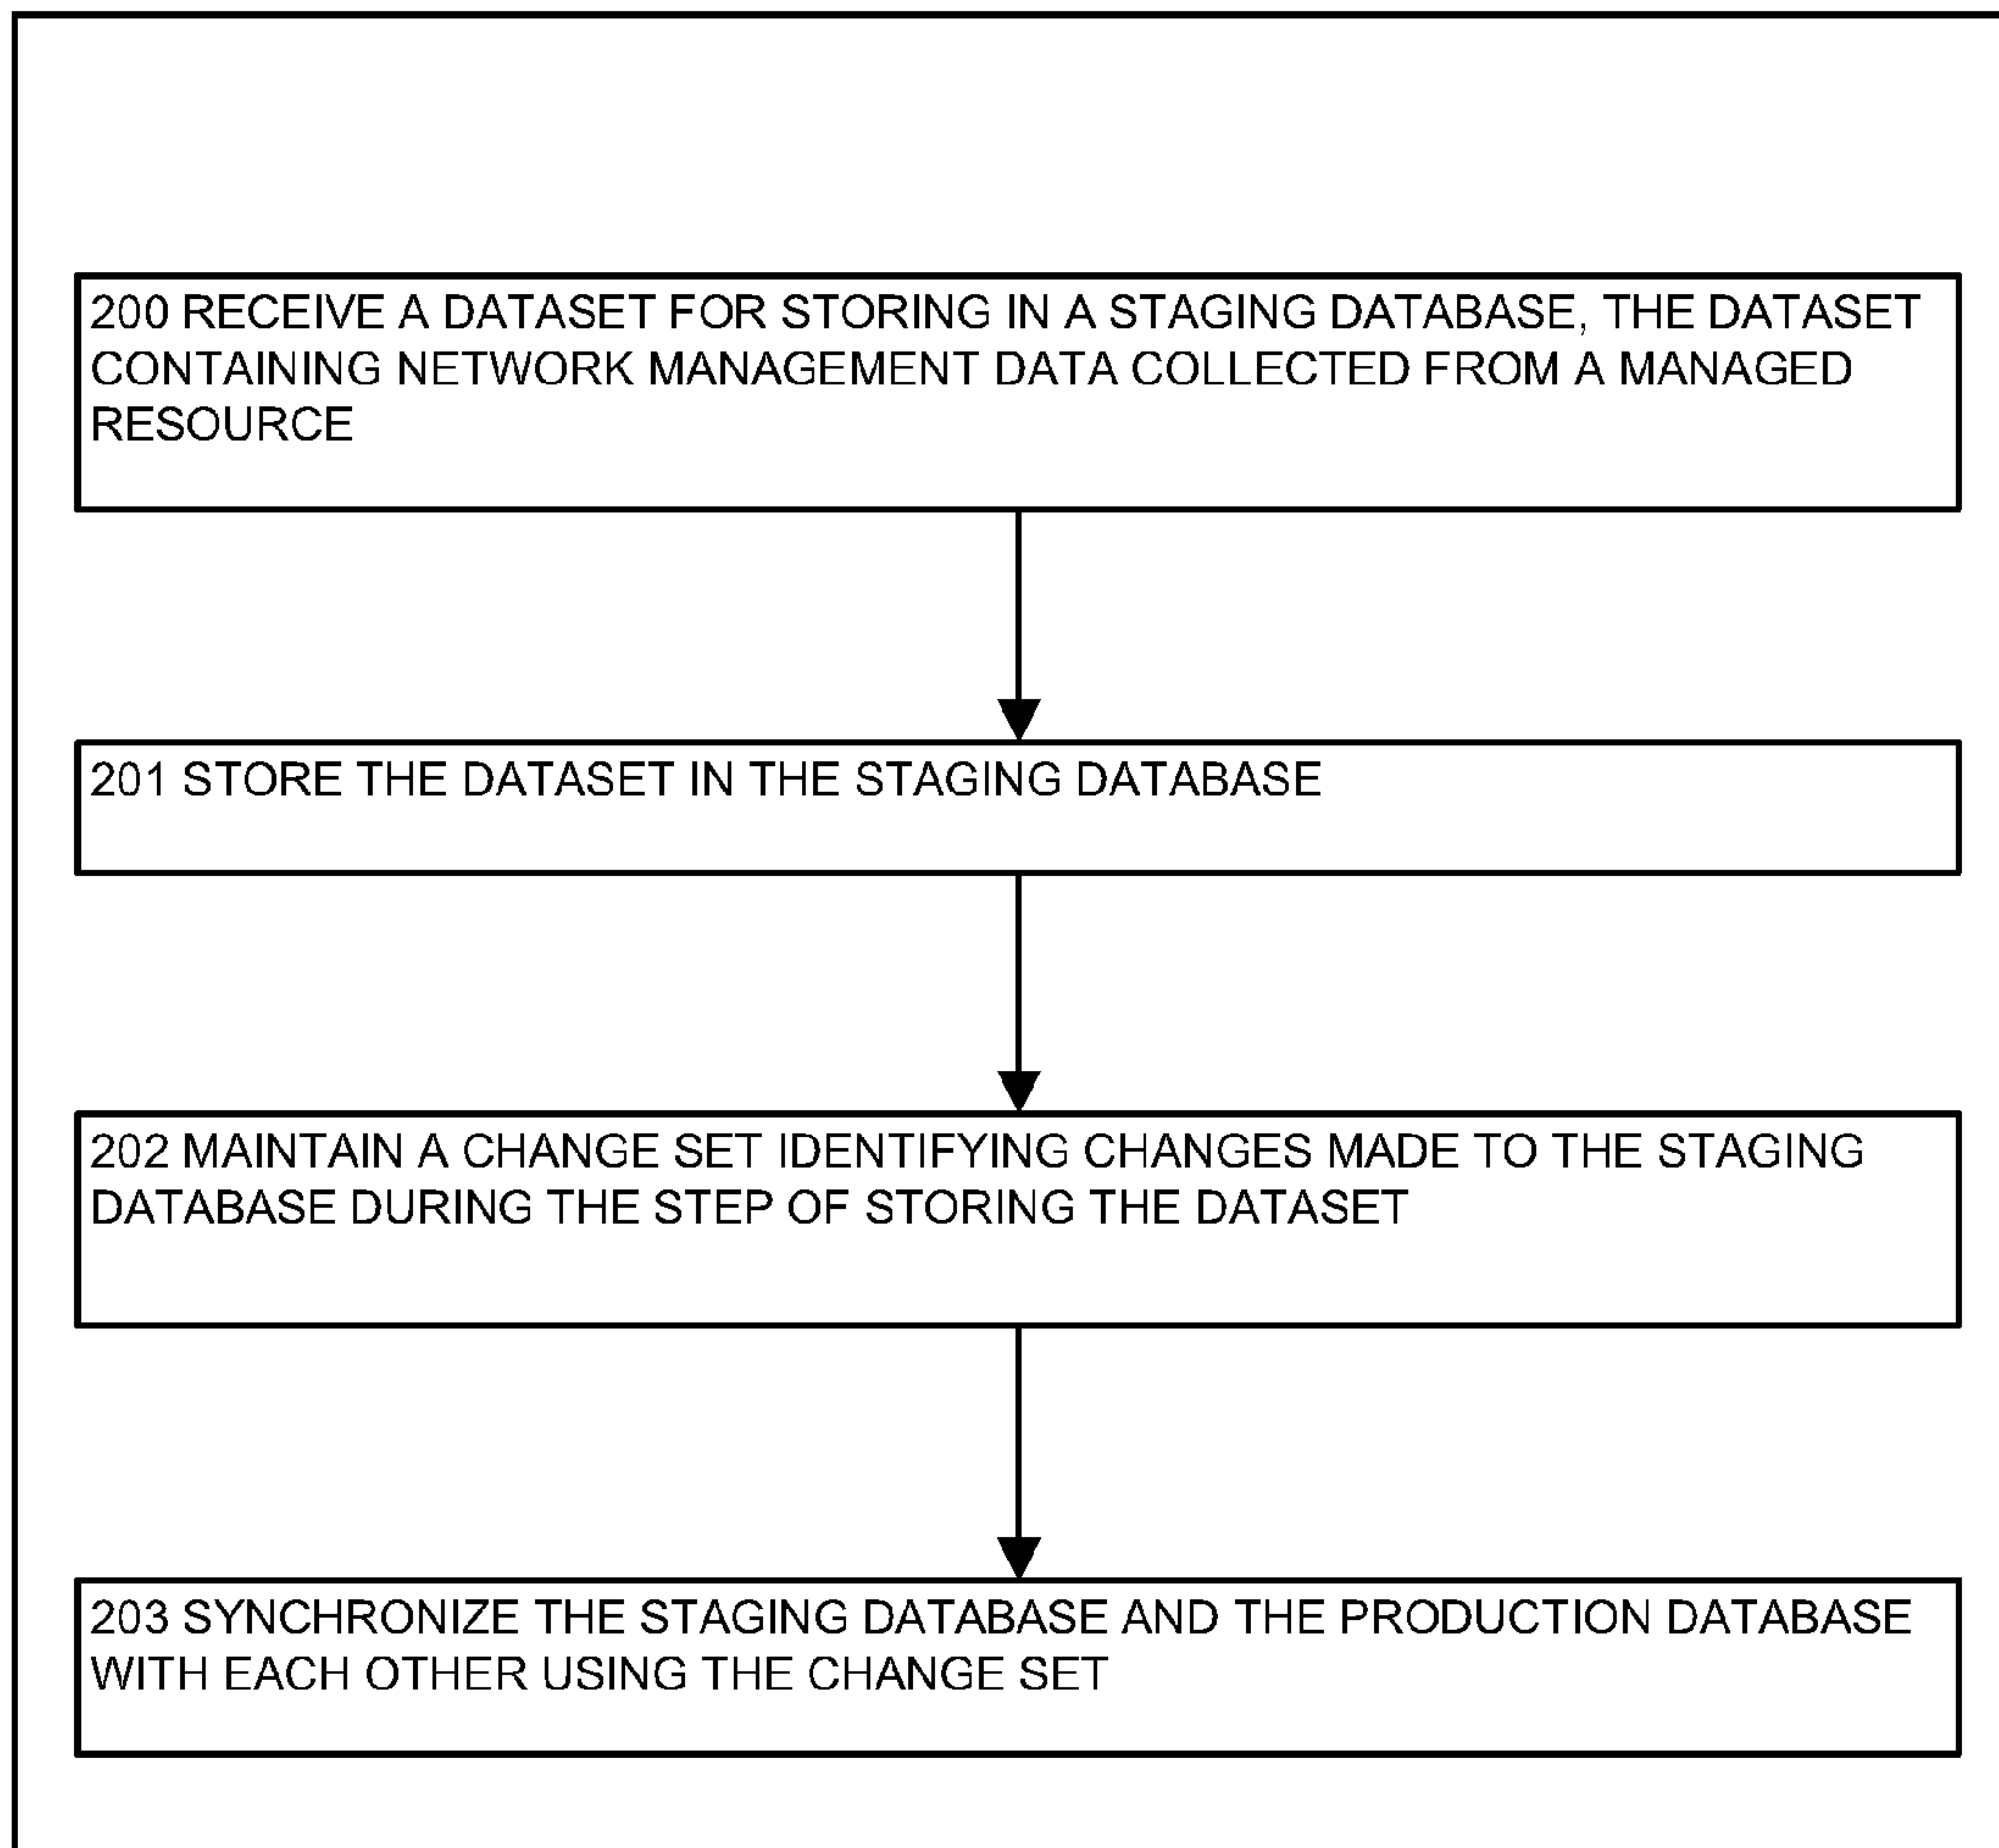 200 RECEIVE A DATASET FOR STORING IN A STAGING DATABASE, THE DATASET
CONTAINING NETWORK MANAGEMENT DATA COLLECTED FROM A MANAGED
RESOURCE
201 STORE THE DATASET IN THE STAGING DATABASE
202 MAINTAIN A CHANGE SET IDENTIFYING CHANGES MADE TO THE STAGING
DATABASE DURING THE STEP OF STORING THE DATASET
203 SYNCHRONIZE THE STAGING DATABASE AND THE PRODUCTION DATABASE
WITH EACH OTHER USING THE CHANGE SET